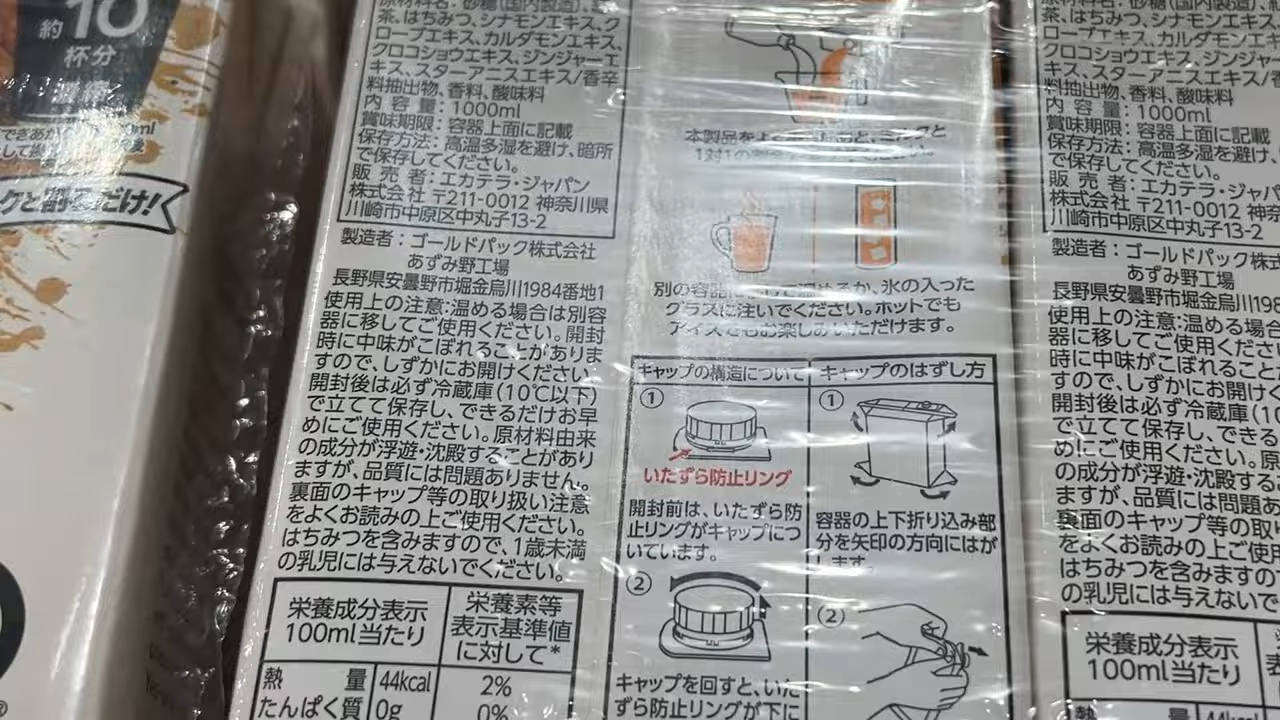 約10
杯分
ml
クと割るだけ!
原材料名:砂糖(国内製造)、
茶、はちみつ、シナモンエキス、ク
ローブエキス、カルダモンエキス、
クロコショウエキス、ジンジャーエ
キス、スターアニスエキス/香辛
料抽出物、香料、酸味料
内容量:1000ml
賞味期限:容器上面に記載
保存方法:高温多湿を避け、暗所
で保存してください。
販売者:エカテラ・ジャパン
株式会社 〒211-0012 神奈川県
川崎市中原区中丸子13-2
製造者:ゴールドパック株式会社
あずみ野工場
長野県安曇野市堀金烏川1984番地1
使用上の注意:温める場合は別容
器に移してご使用ください。開封
時に中味がこぼれることがありま
すので、しずかにお開けください。
開封後は必ず冷蔵庫(10℃以下)
で立てて保存し、できるだけお早
めにご使用ください。原材料由来
の成分が浮遊・沈殿することがあり
ますが、品質には問題ありません。
裏面のキャップ等の取り扱い注意
をよくお読みの上ご使用ください。
はちみつを含みますので、1歳未満
の乳児には与えないでください。
栄養成分表示
100ml当たり
栄養素等
表示基準値
に対して*
熱量 44kcal 2%
たんぱく質 0g 0%
本製品をよ
1対1の
別の容器 温めるか、氷の入った
グラスに注いでください。ホットでも
アイスでもお楽しみいただけます。
キャップの構造について
①
いたずら防止リング
開封前は、いたずら防
止リングがキャップにつ
いています。
②
キャップを回すと、いた
ずら防止リングが下に
キャップのはずし方
①
容器の上下折り込み部
分を矢印の方向にはが
します。
②
原材料名:砂糖(国内製造)、
茶、はちみつ、シナモンエキ
ローブエキス、カルダモンエキ
クロコショウエキス、ジンジャ
キス、スターアニスエキス/香
料抽出物、香料、酸味料
内容量:1000ml
賞味期限:容器上面に記載
保存方法:高温多湿を避け、
で保存してください。
販売者:エカテラ・ジャパ
株式会社 〒211-0012 神奈
川崎市中原区中丸子13-2
製造者:ゴールドパック株式
あずみ野工場
長野県安曇野市堀金烏川198
使用上の注意:温める場合
器に移してご使用くださ
時に中味がこぼれること
すので、しずかにお開けく
開封後は必ず冷蔵庫(10
で立てて保存し、できる
めにご使用ください。原
の成分が浮遊・沈殿する
ますが、品質には問題あ
裏面のキャップ等の取り
をよくお読みの上ご使用
はちみつを含みますので
の乳児には与えないで
栄養成分表示
100ml当たり
熱 44kcal